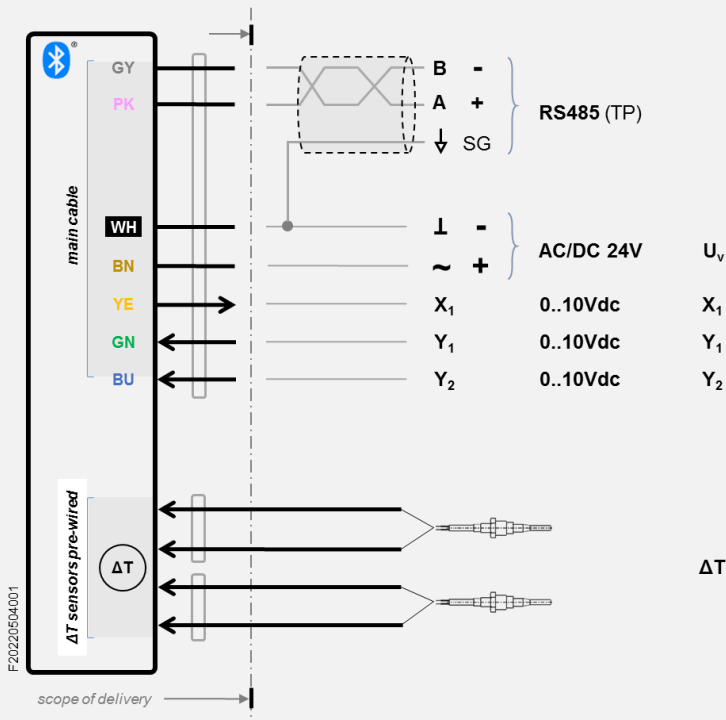 GY B -
PK A +
RS485 (TP)
SG
main cable
WH ⊥ -
AC/DC 24V Uv
BN ~ +
YE X1 0..10Vdc X1
GN Y1 0..10Vdc Y1
BU Y2 0..10Vdc Y2
ΔT sensors pre-wired
ΔT ΔT
F20220504001
scope of delivery